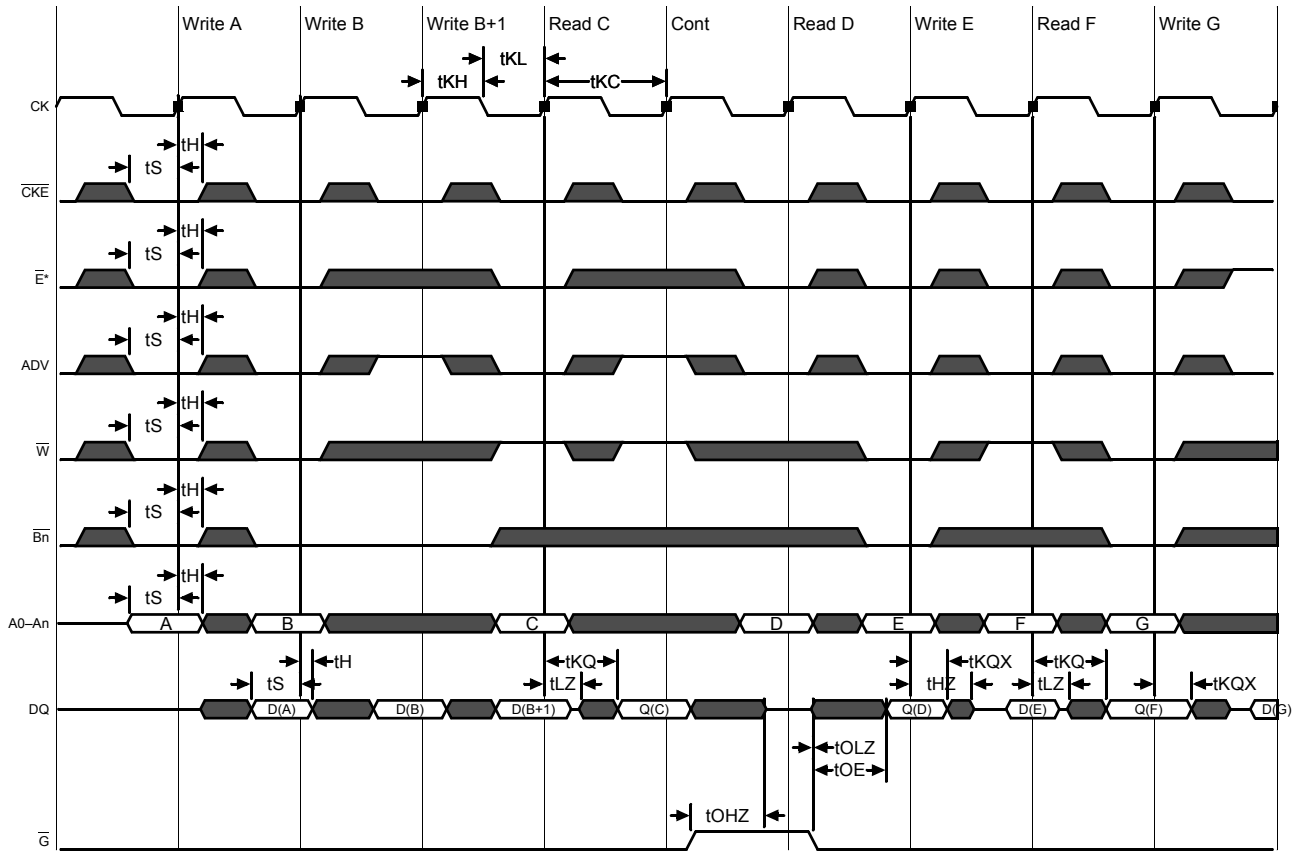 Write A Write B Write B+1 Read C Cont Read D Write E Read F Write G
tKL
tKH tKC
CK
tH
tS
CKE
tH
tS
E*
tH
tS
ADV
tH
tS
W
tH
tS
Bn
tH
tS
A0–An A B C D E F G
tH tKQ tKQX tKQ
tS tLZ tHZ tLZ tKQX
DQ D(A) D(B) D(B+1) Q(C) Q(D) D(E) Q(F) D(G)
tOLZ
tOE
tOHZ
G